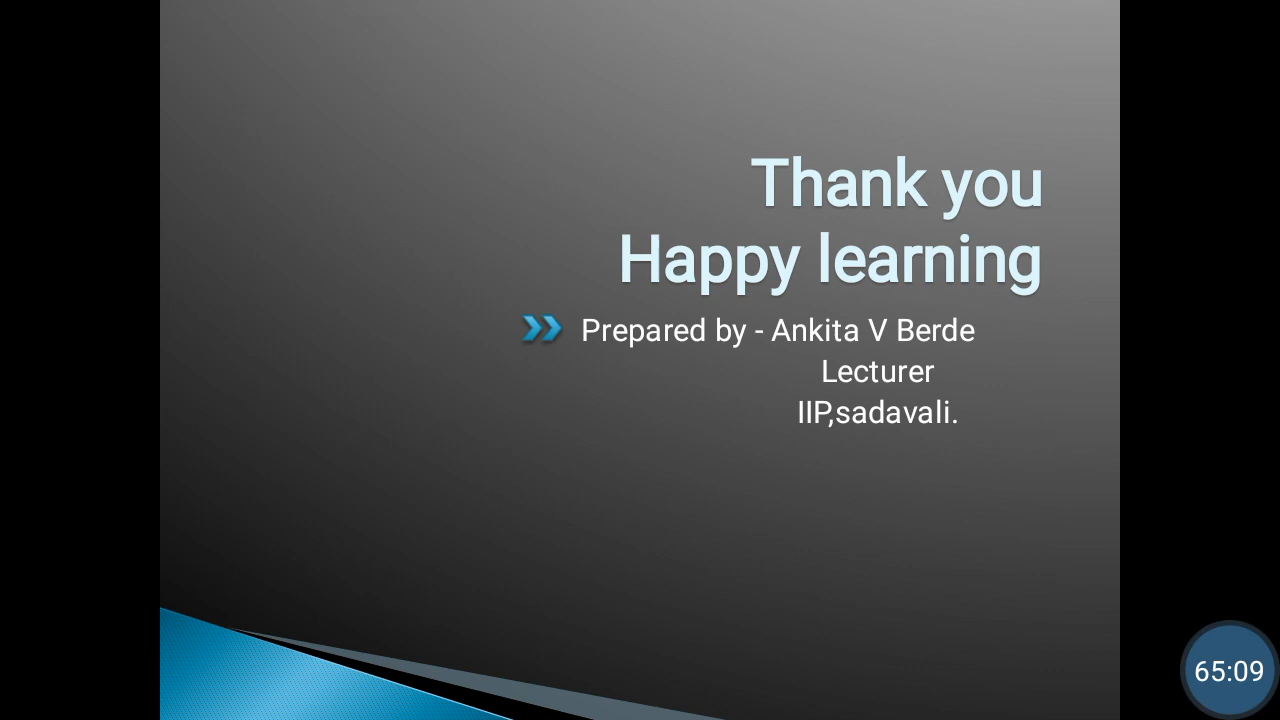 Thank you
Happy learning
Prepared by - Ankita V Berde
Lecturer
IIP,sadavali.
65:09